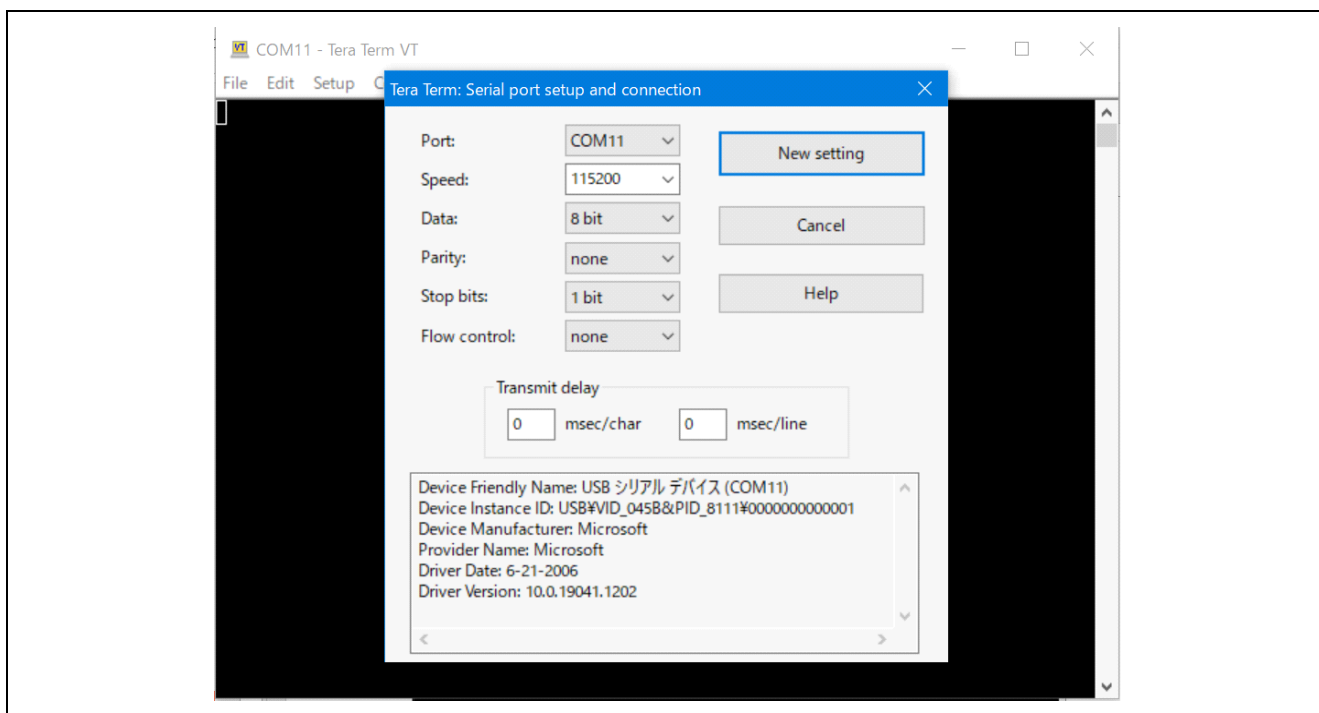 COM11 - Tera Term VT
File Edit Setup C
Tera Term: Serial port setup and connection
Port: COM11 New setting
Speed: 115200
Data: 8 bit Cancel
Parity: none
Stop bits: 1 bit Help
Flow control: none
Transmit delay
0 msec/char 0 msec/line
Device Friendly Name: USB シリアル デバイス (COM11)
Device Instance ID: USB¥VID_045B&PID_8111¥0000000000001
Device Manufacturer: Microsoft
Provider Name: Microsoft
Driver Date: 6-21-2006
Driver Version: 10.0.19041.1202